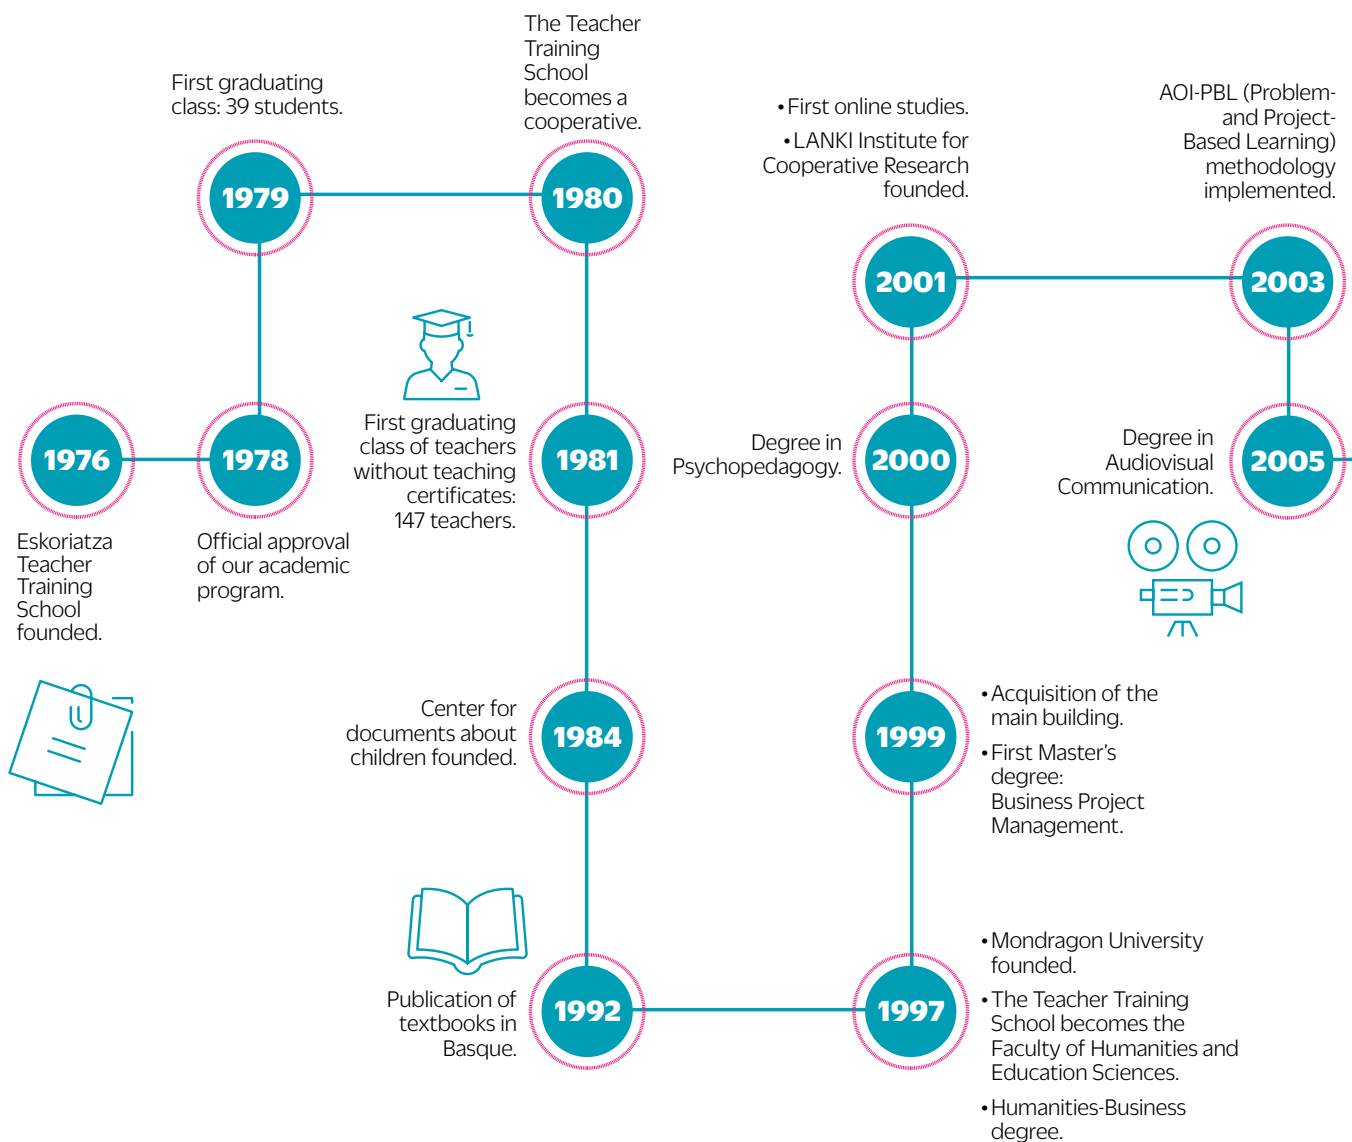 1976
Eskoriatza
Teacher
Training
School
founded.
1978
Official approval
of our academic
program.
First graduating
class: 39 students.
1979
The Teacher
Training
School
becomes a
cooperative.
1980
First graduating
class of teachers
without teaching
certificates:
147 teachers.
1981
Center for
documents about
children founded.
1984
Publication of
textbooks in
Basque.
1992
1997
•Mondragon University
founded.
•The Teacher Training
School becomes the
Faculty of Humanities and
Education Sciences.
•Humanities-Business
degree.
1999
•Acquisition of the
main building.
•First Master's
degree:
Business Project
Management.
Degree in
Psychopedagogy.
2000
•First online studies.
•LANKI Institute for
Cooperative Research
founded.
2001
AOI-PBL (Problem-
and Project-
Based Learning)
methodology
implemented.
2003
Degree in
Audiovisual
Communication.
2005